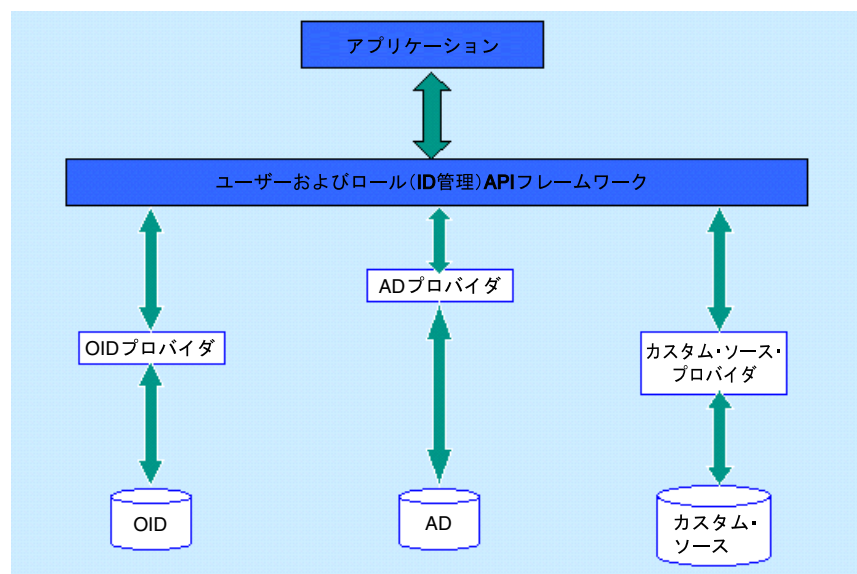 アプリケーション
ユーザーおよびロール(ID管理)APIフレームワーク
ADプロバイダ
OIDプロバイダ
カスタム・ソース・
プロバイダ
OID
AD
カスタム・
ソース